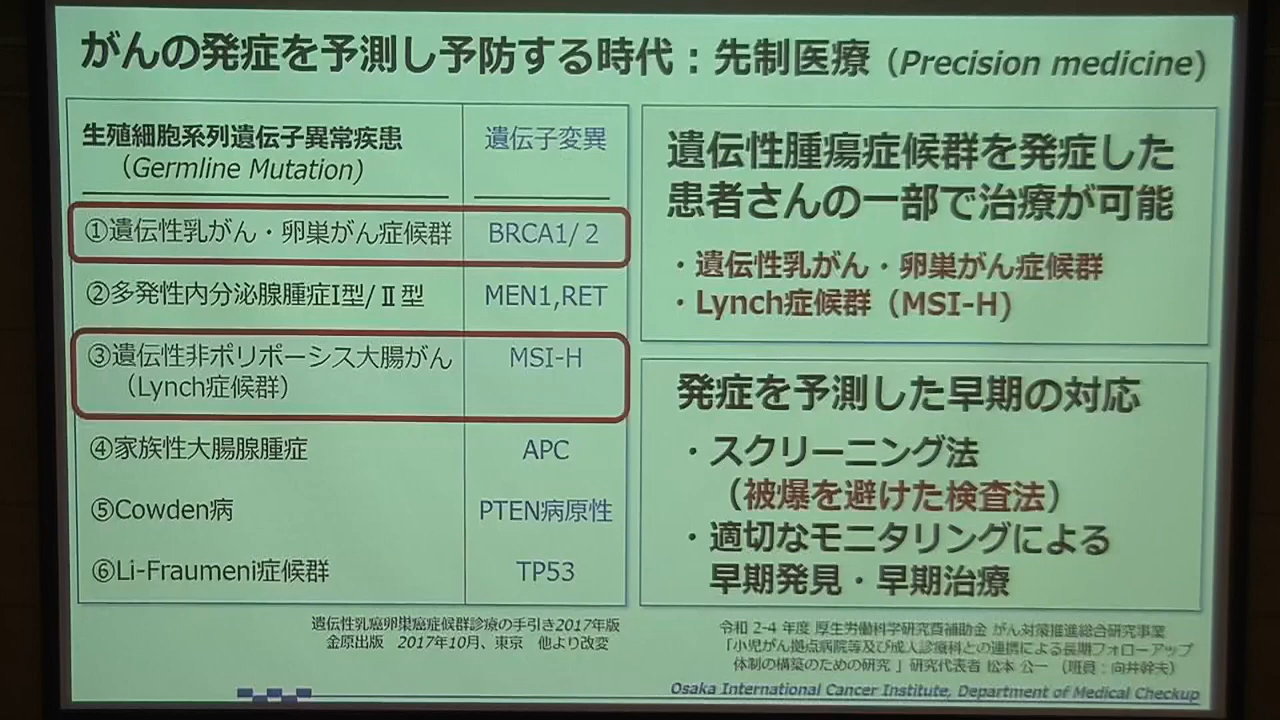 がんの発症を予測し予防する時代：先制医療（Precision medicine）
生殖細胞系列遺伝子異常疾患
（Germline Mutation）
遺伝子変異
①遺伝性乳がん・卵巣がん症候群
BRCA1/ 2
②多発性内分泌腺腫症Ⅰ型/Ⅱ型
MEN1,RET
③遺伝性非ポリポーシス大腸がん
（Lynch症候群）
MSI-H
④家族性大腸腺腫症
APC
⑤Cowden病
PTEN病原性
⑥Li-Fraumeni症候群
TP53
遺伝性乳癌卵巣癌症候群診療の手引き2017年版
金原出版　2017年10月、東京　他より改変
遺伝性腫瘍症候群を発症した
患者さんの一部で治療が可能
・遺伝性乳がん・卵巣がん症候群
・Lynch症候群（MSI-H）
発症を予測した早期の対応
・スクリーニング法
（被爆を避けた検査法）
・適切なモニタリングによる
早期発見・早期治療
令和 2-4 年度 厚生労働科学研究費補助金 がん対策推進総合研究事業
「小児がん拠点病院等及び成人診療科との連携による長期フォローアップ
体制の構築のための研究 」研究代表者 松本 公一 （班員：向井幹夫）
Osaka International Cancer Institute, Department of Medical Checkup